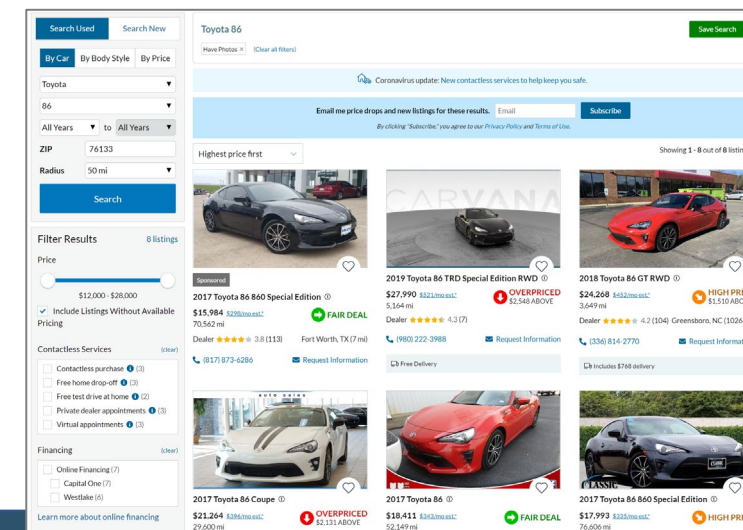 Search Used
Search New
By Car
By Body Style
By Price
Toyota
86
All Years
to
All Years
ZIP
76133
Radius
50 mi
Search
Filter Results
8 listings
Price
$12,000 - $28,000
Include Listings Without Available
Pricing
Contactless Services
(clear)
Contactless purchase (3)
Free home drop-off (3)
Free test drive at home (2)
Private dealer appointments (3)
Virtual appointments (3)
Financing
(clear)
Online Financing (7)
Capital One (7)
Westlake (6)
Learn more about online financing
Toyota 86
Save Search
Have Photos ×
(Clear all filters)
Coronavirus update: New contactless services to help keep you safe.
Email me price drops and new listings for these results.
Email
Subscribe
By clicking "Subscribe," you agree to our Privacy Policy and Terms of Use.
Highest price first
Showing 1 - 8 out of 8 listin
Sponsored
2017 Toyota 86 860 Special Edition
$15,984 $298/mo est.*
FAIR DEAL
70,562 mi
Dealer 3.8 (113)
Fort Worth, TX (7 mi)
(817) 873-6286
Request Information
CARVANA
2019 Toyota 86 TRD Special Edition RWD
$27,990 $521/mo est.*
OVERPRICED
$2,548 ABOVE
5,164 mi
Dealer 4.3 (7)
(980) 222-3988
Request Information
Free Delivery
2018 Toyota 86 GT RWD
$24,268 $452/mo est.*
HIGH PRI
$1,510 ABO
3,649 mi
Dealer 4.2 (104) Greensboro, NC (1026
(336) 814-2770
Request Informat
Includes $768 delivery
auto sales
2017 Toyota 86 Coupe
$21,264 $396/mo est.*
OVERPRICED
$2,131 ABOVE
29,600 mi
2017 Toyota 86
$18,411 $343/mo est.*
FAIR DEAL
52,149 mi
CLASSIC
2017 Toyota 86 860 Special Edition
$17,993 $335/mo est.*
HIGH PRI
76,606 mi